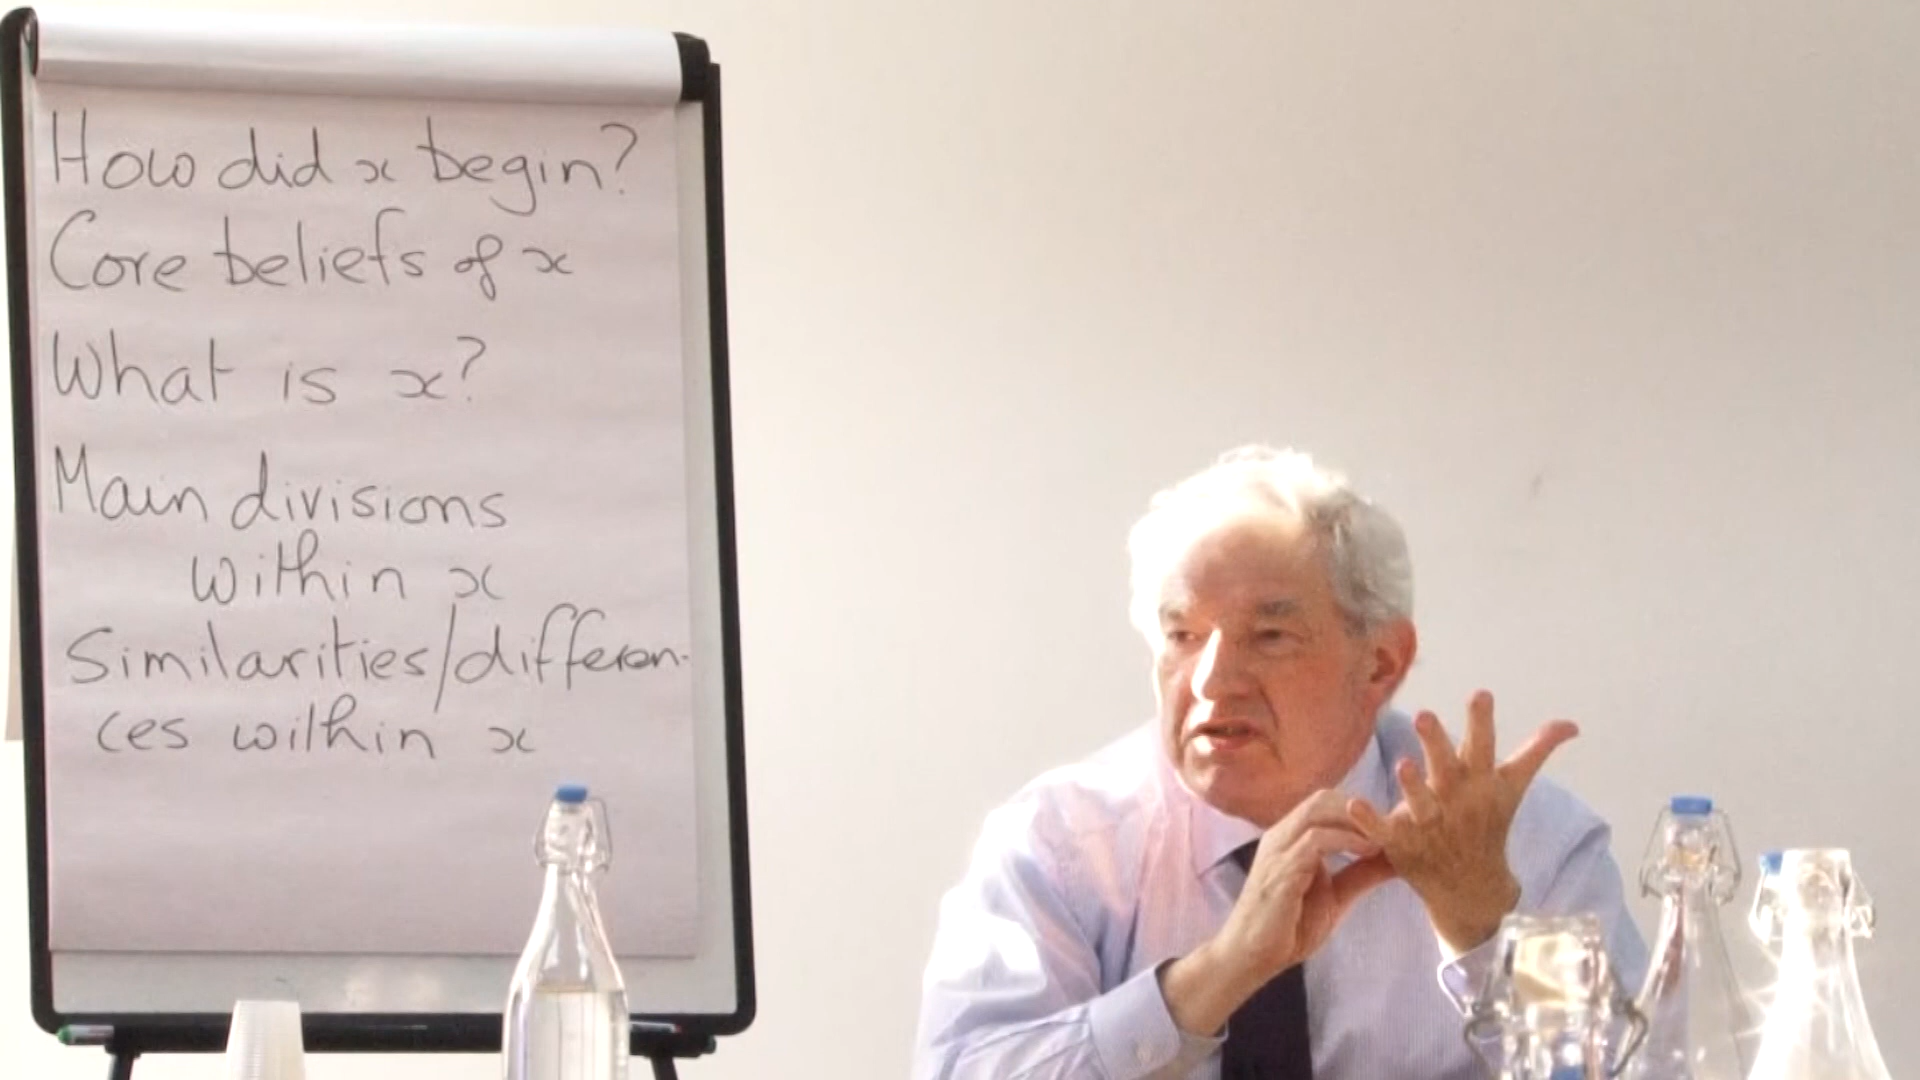 How did x begin?
Core beliefs of x
What is x?
Main divisions
within x
Similarities/differen-
ces within x